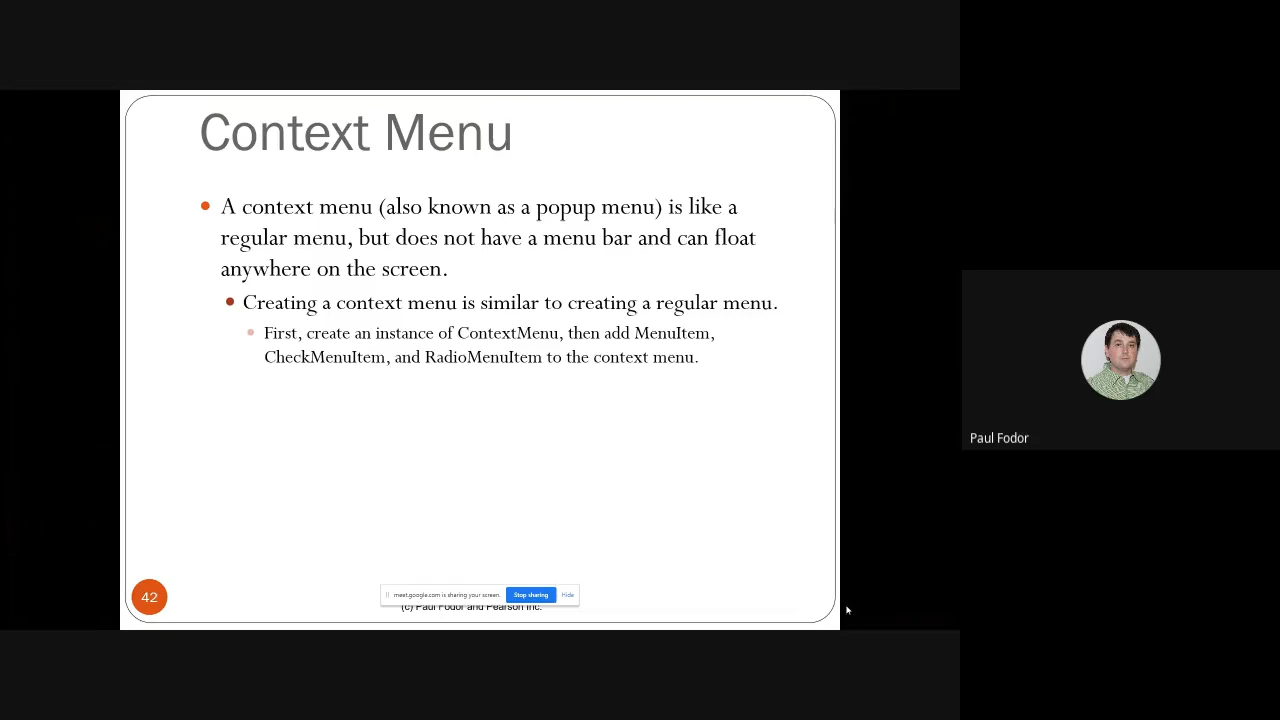 Context Menu
A context menu (also known as a popup menu) is like a
regular menu, but does not have a menu bar and can float
anywhere on the screen.
Creating a context menu is similar to creating a regular menu.
First, create an instance of ContextMenu, then add MenuItem,
CheckMenuItem, and RadioMenuItem to the context menu.
Paul Fodor
42
meet.google.com is sharing your screen. Stop sharing Hide
(c) Paul Fodor and Pearson Inc.